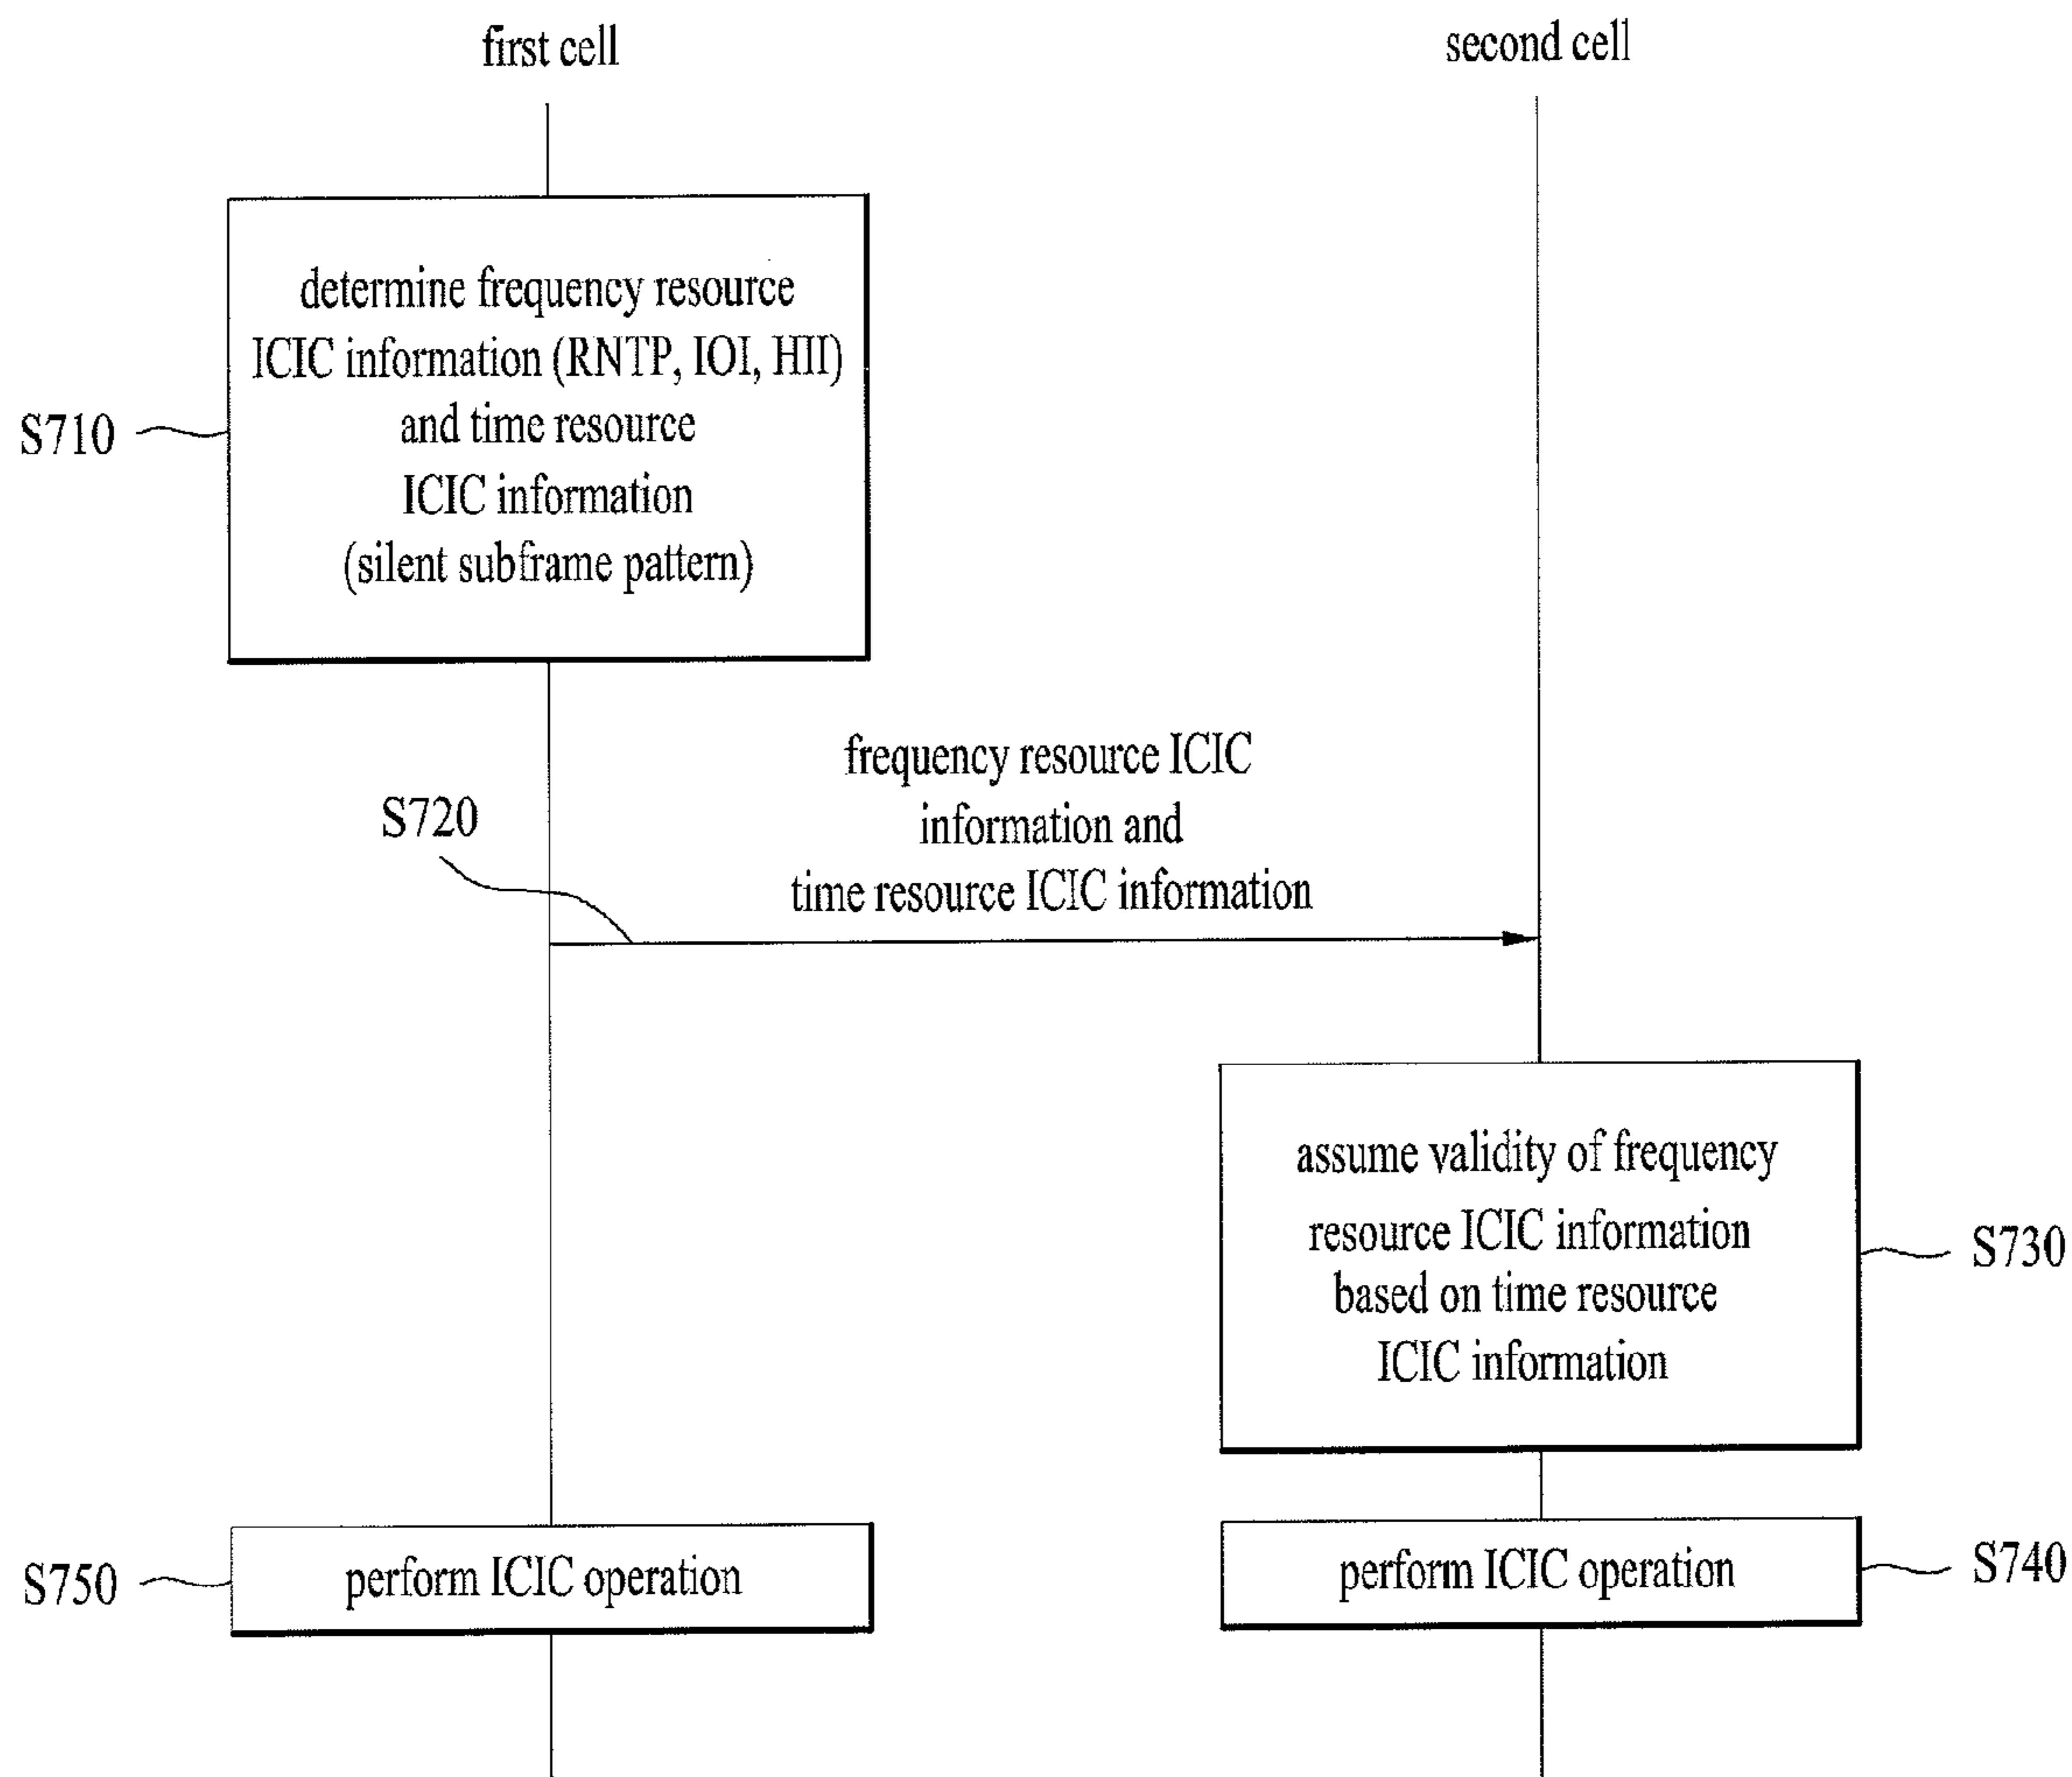 first cell
second cell
determine frequency resource
ICIC information (RNTP, IOI, HII)
and time resource
ICIC information
(silent subframe pattern)
S710
frequency resource ICIC
information and
time resource ICIC information
S720
assume validity of frequency
resource ICIC information
based on time resource
ICIC information
S730
S750
perform ICIC operation
perform ICIC operation
S740